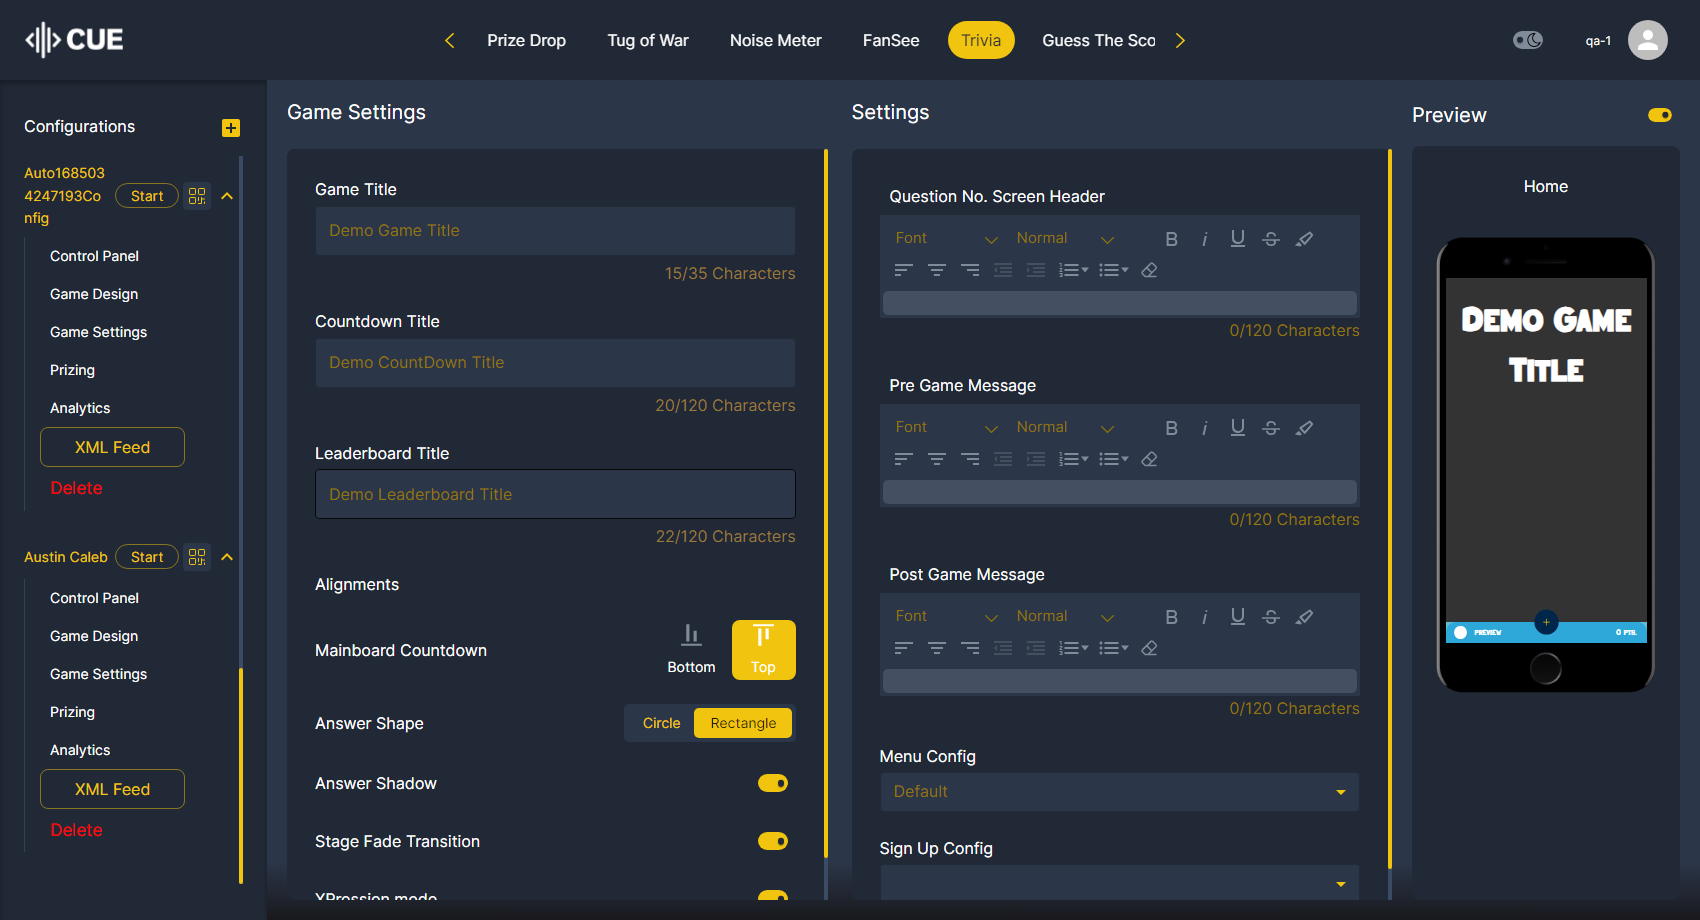 CUE
Prize Drop
Tug of War
Noise Meter
FanSee
Trivia
Guess The Sco
qa-1
Configurations
Auto168503
4247193Co
nfig
Start
Control Panel
Game Design
Game Settings
Prizing
Analytics
XML Feed
Delete
Austin Caleb
Start
Control Panel
Game Design
Game Settings
Prizing
Analytics
XML Feed
Delete
Game Settings
Game Title
Demo Game Title
15/35 Characters
Countdown Title
Demo CountDown Title
20/120 Characters
Leaderboard Title
Demo Leaderboard Title
22/120 Characters
Alignments
Mainboard Countdown
Bottom
Top
Answer Shape
Circle
Rectangle
Answer Shadow
Stage Fade Transition
XPression mode
Settings
Question No. Screen Header
Font
Normal
0/120 Characters
Pre Game Message
Font
Normal
0/120 Characters
Post Game Message
Font
Normal
0/120 Characters
Menu Config
Default
Sign Up Config
Preview
Home
Demo Game
Title
PREVIEW
0 PTS.